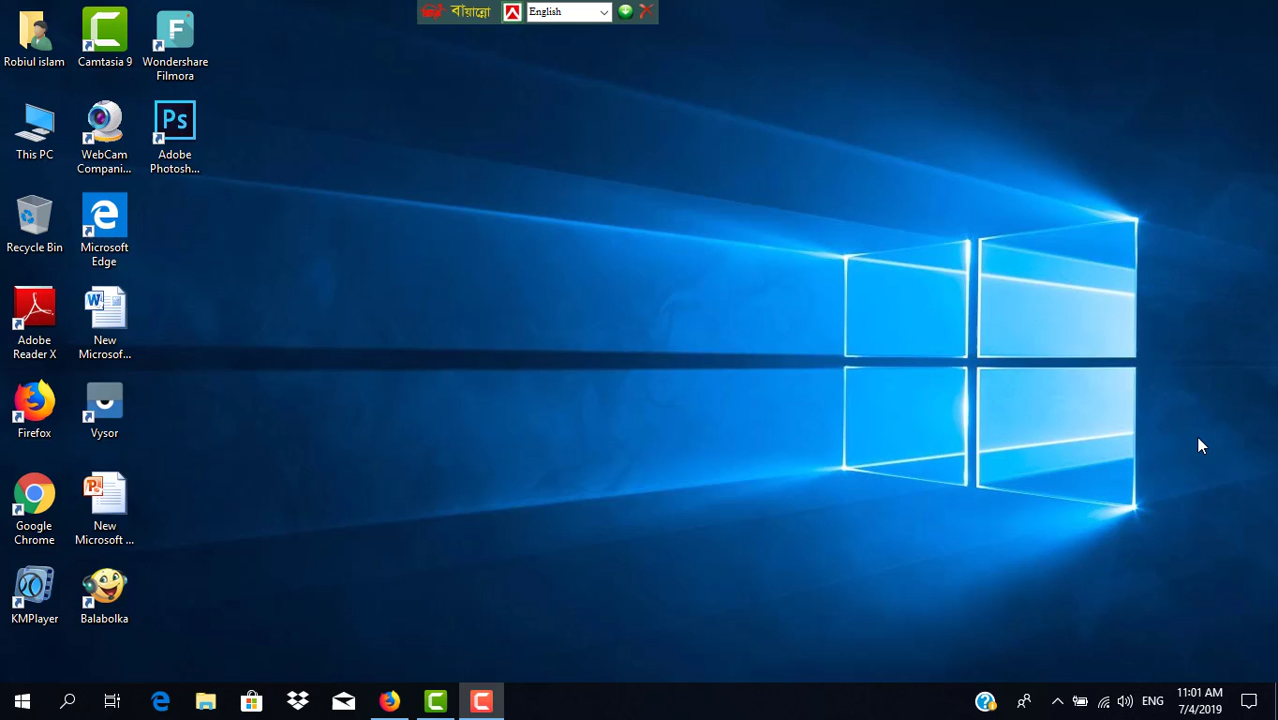 বায়ান্নো English
Robiul islam
Camtasia 9
Wondershare
Filmora
This PC
WebCam
Compani...
Adobe
Photosh...
Ps
Recycle Bin
Microsoft
Edge
Adobe
Reader X
New
Microsof...
Firefox
Vysor
Google
Chrome
New
Microsoft ...
KMPlayer
Balabolka
ENG
11:01 AM
7/4/2019